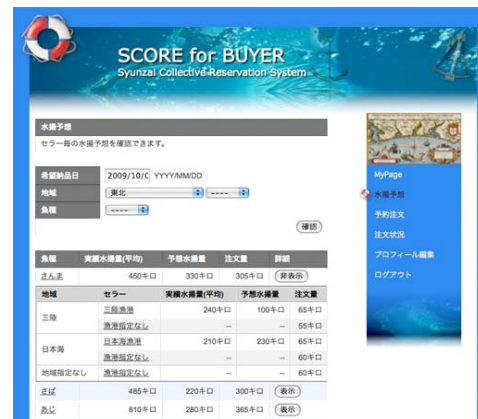 SCORE for BUYER
Syunzai Collective Reservation System
水揚予想
セラー毎の水揚予想を確認できます。
希望納品日 2009/10/0 YYYY/MM/DD
地域 東北 ----
魚種 ----
確認
魚種 実績水揚量(平均) 予想水揚量 注文量 詳細
さんま 450キロ 330キロ 305キロ 非表示
地域 セラー 実績水揚量(平均) 予想水揚量 注文量
三陸 三陸漁港 240キロ 100キロ 65キロ
漁港指定なし -- -- 55キロ
日本海 日本海漁港 210キロ 230キロ 65キロ
漁港指定なし -- -- 60キロ
地域指定なし 漁港指定なし -- -- 60キロ
さば 485キロ 220キロ 300キロ 表示
あじ 810キロ 280キロ 365キロ 表示
MyPage
水揚予想
予約注文
注文状況
プロフィール編集
ログアウト